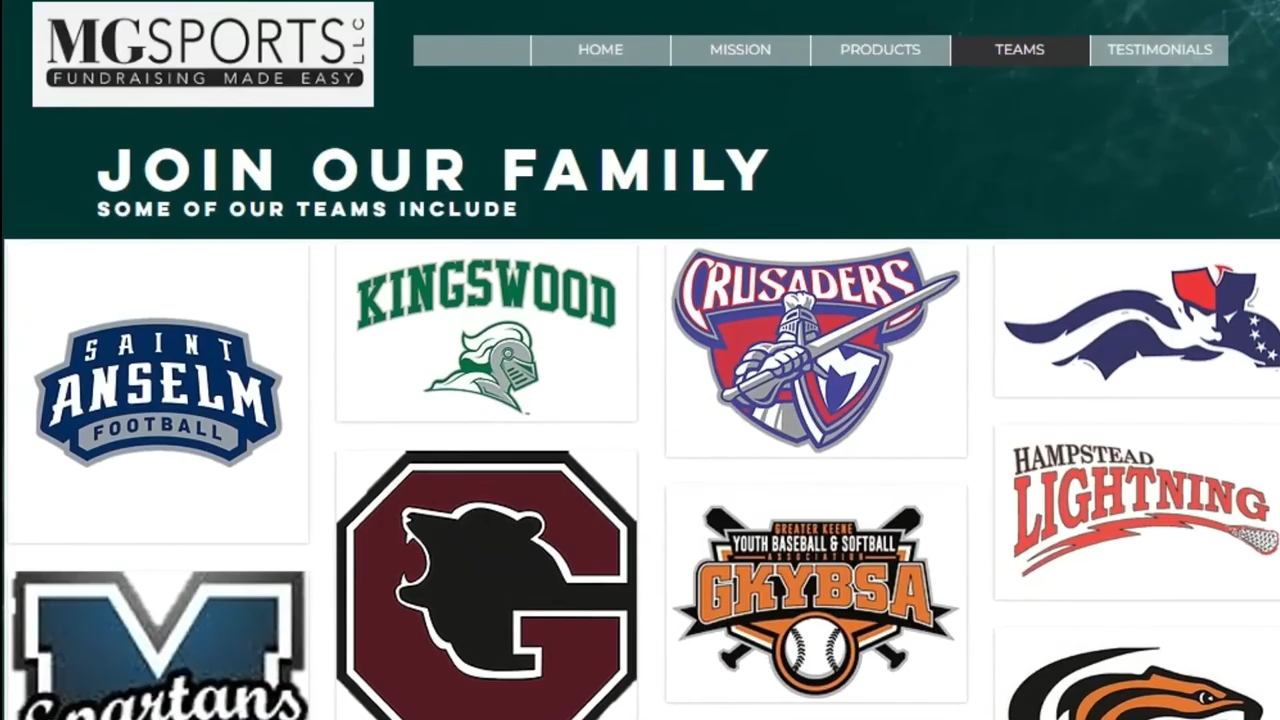 MGSPORTS LLC
FUNDRAISING MADE EASY
HOME
MISSION
PRODUCTS
TEAMS
TESTIMONIALS
JOIN OUR FAMILY
SOME OF OUR TEAMS INCLUDE
SAINT
ANSELM
FOOTBALL
KINGSWOOD
CRUSADERS
M
HAMPSTEAD
LIGHTNING
G
GREATER KEENE
YOUTH BASEBALL & SOFTBALL
ASSOCIATION
GKYBSA
M
Spartans